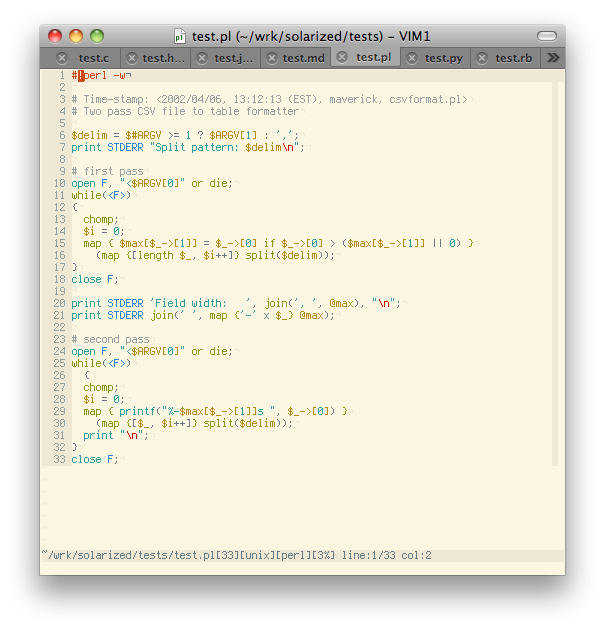 test.pl (~/wrk/solarized/tests) – VIM1
test.c test.h... test.j... test.md test.pl test.py test.rb »
1 #!perl -w¬
2 ¬
3 # Time-stamp: <2002/04/06, 13:12:13 (EST), maverick, csvformat.pl>¬
4 # Two pass CSV file to table formatter¬
5 ¬
6 $delim = $#ARGV >= 1 ? $ARGV[1] : ',';¬
7 print STDERR "Split pattern: $delim\n";¬
8 ¬
9 # first pass¬
10 open F, "<$ARGV[0]" or die;¬
11 while(<F>)¬
12 {¬
13   chomp;¬
14   $i = 0;¬
15   map { $max[$_->[1]] = $_->[0] if $_->[0] > ($max[$_->[1]] || 0) }¬
16     (map {[length $_, $i++]} split($delim));¬
17 }¬
18 close F;¬
19 ¬
20 print STDERR 'Field width:   ', join(', ', @max), "\n";¬
21 print STDERR join(' ', map {'-' x $_} @max);¬
22 ¬
23 # second pass¬
24 open F, "<$ARGV[0]" or die;¬
25 while(<F>)¬
26   {¬
27   chomp;¬
28   $i = 0;¬
29   map { printf("%-$max[$_->[1]]s ", $_->[0]) }¬
30     (map {[$_, $i++]} split($delim));¬
31   print "\n";¬
32 }¬
33 close F;¬
~/wrk/solarized/tests/test.pl[33][unix][perl][3%] line:1/33 col:2